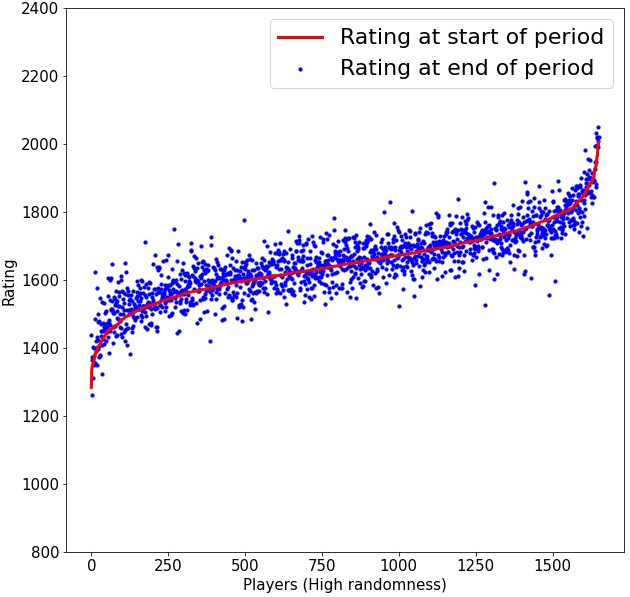 Rating at start of period
Rating at end of period
2400
2200
2000
1800
1600
1400
1200
1000
800
Rating
0 250 500 750 1000 1250 1500
Players (High randomness)